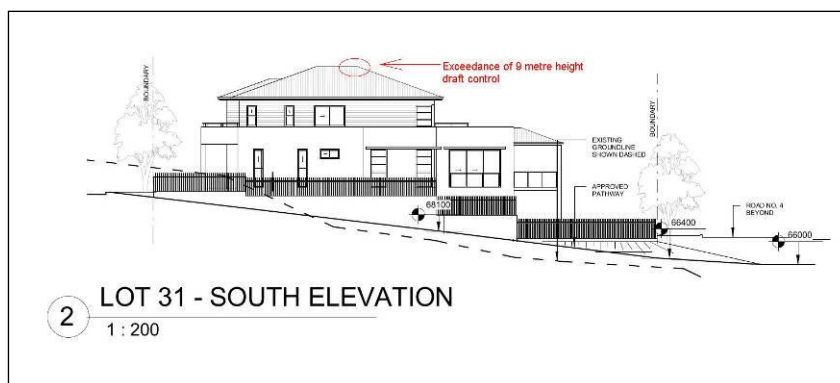 Exceedance of 9 metre height
draft control
BOUNDARY
BOUNDARY
EXISTING
GROUNDLINE
SHOWN DASHED
APPROVED
PATHWAY
ROAD NO. 4
BEYOND
68100
66400
66000
2
LOT 31 - SOUTH ELEVATION
1 : 200